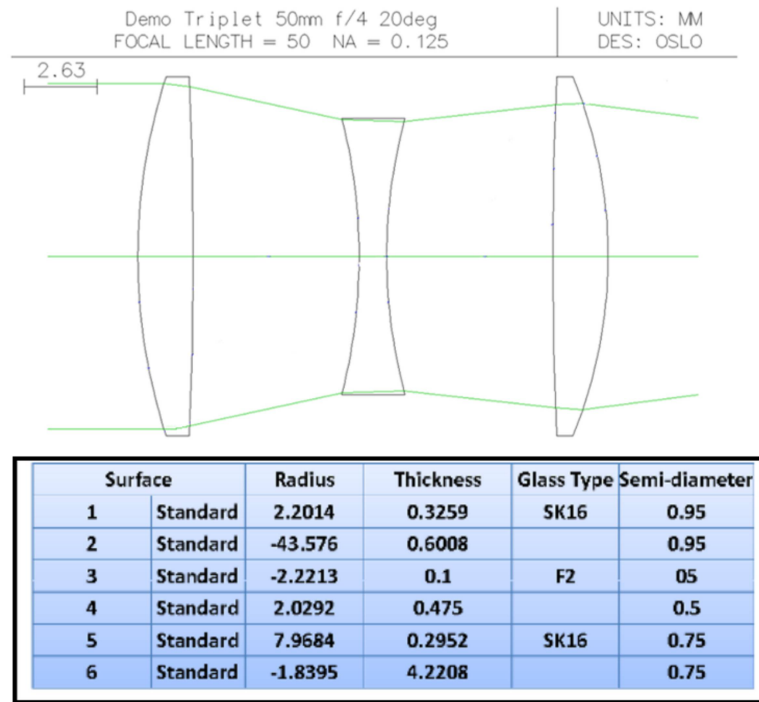 Demo Triplet 50mm f/4 20deg
FOCAL LENGTH = 50 NA = 0.125
UNITS: MM
DES: OSLO
2.63
Surface Radius Thickness Glass Type Semi-diameter
1 Standard 2.2014 0.3259 SK16 0.95
2 Standard -43.576 0.6008 0.95
3 Standard -2.2213 0.1 F2 05
4 Standard 2.0292 0.475 0.5
5 Standard 7.9684 0.2952 SK16 0.75
6 Standard -1.8395 4.2208 0.75